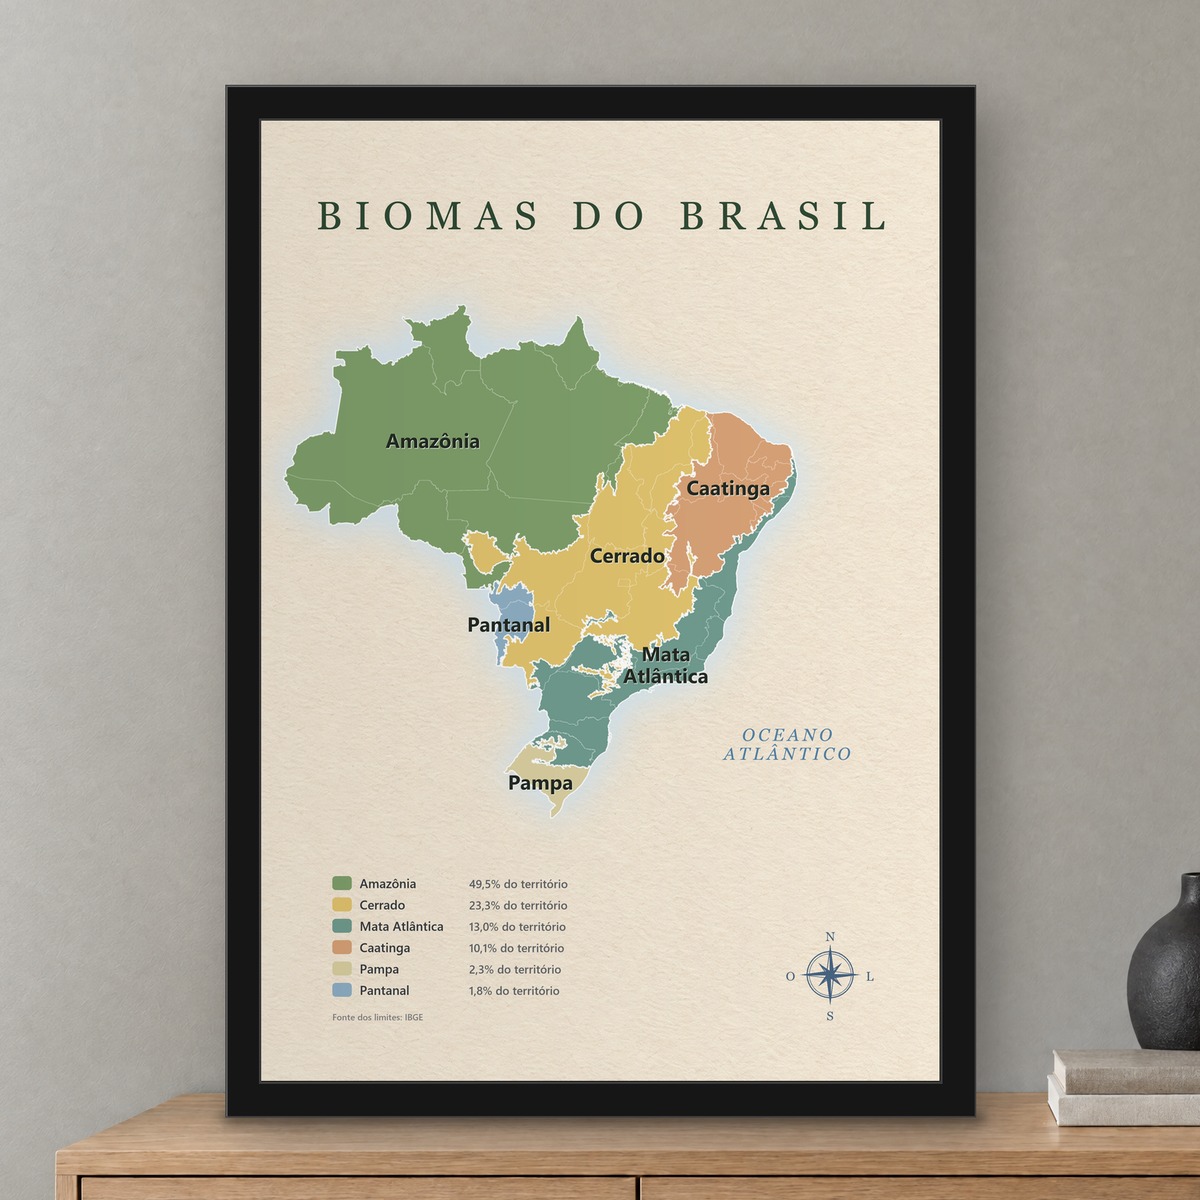 BIOMAS DO BRASIL
Amazônia
Caatinga
Cerrado
Pantanal
Mata
Atlântica
OCEANO
ATLÂNTICO
Pampa
Amazônia 49,5% do território
Cerrado 23,3% do território
Mata Atlântica 13,0% do território
Caatinga 10,1% do território
Pampa 2,3% do território
Pantanal 1,8% do território
Fonte dos limites: IBGE
N
O L
S